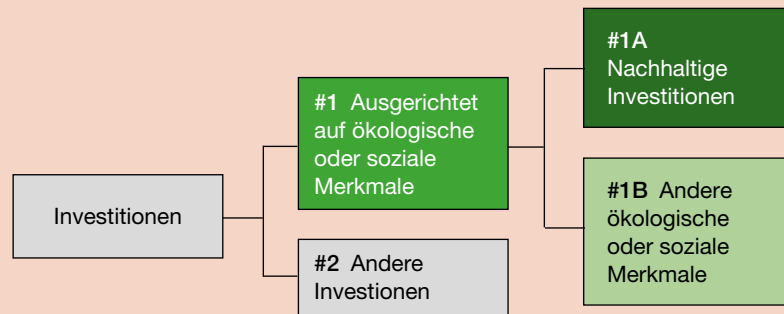 Investitionen
#1 Ausgerichtet
auf ökologische
oder soziale
Merkmale
#2 Andere
Investionen
#1A
Nachhaltige
Investitionen
#1B Andere
ökologische
oder soziale
Merkmale